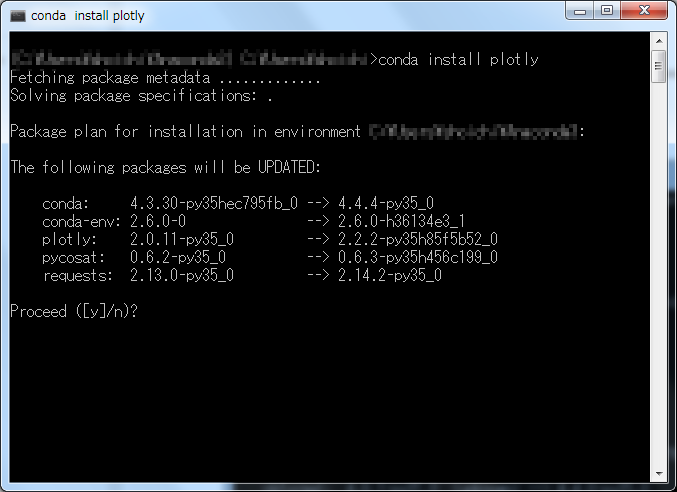 conda  install plotly
>conda install plotly
Fetching package metadata .............
Solving package specifications: .
Package plan for installation in environment :
The following packages will be UPDATED:
conda: 4.3.30-py35hec795fb_0 --> 4.4.4-py35_0
conda-env: 2.6.0-0 --> 2.6.0-h36134e3_1
plotly: 2.0.11-py35_0 --> 2.2.2-py35h85f5b52_0
pycosat: 0.6.2-py35_0 --> 0.6.3-py35h456c199_0
requests: 2.13.0-py35_0 --> 2.14.2-py35_0
Proceed ([y]/n)?